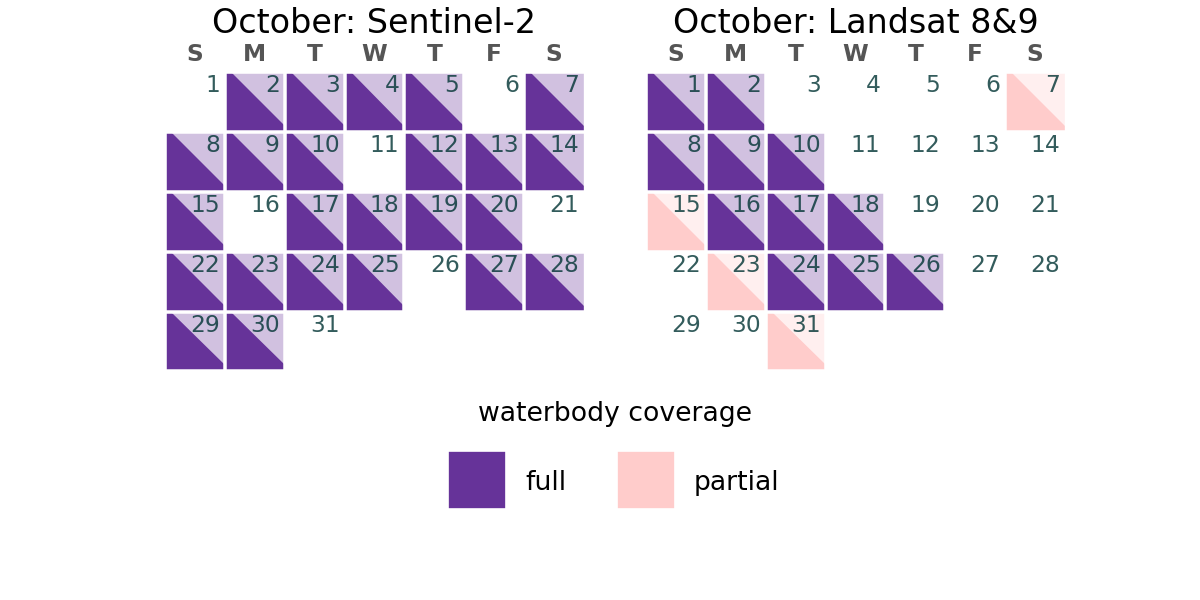 October: Sentinel-2
S M T W T F S
1 2 3 4 5 6 7
8 9 10 11 12 13 14
15 16 17 18 19 20 21
22 23 24 25 26 27 28
29 30 31
October: Landsat 8&9
S M T W T F S
1 2 3 4 5 6 7
8 9 10 11 12 13 14
15 16 17 18 19 20 21
22 23 24 25 26 27 28
29 30 31
waterbody coverage
full partial